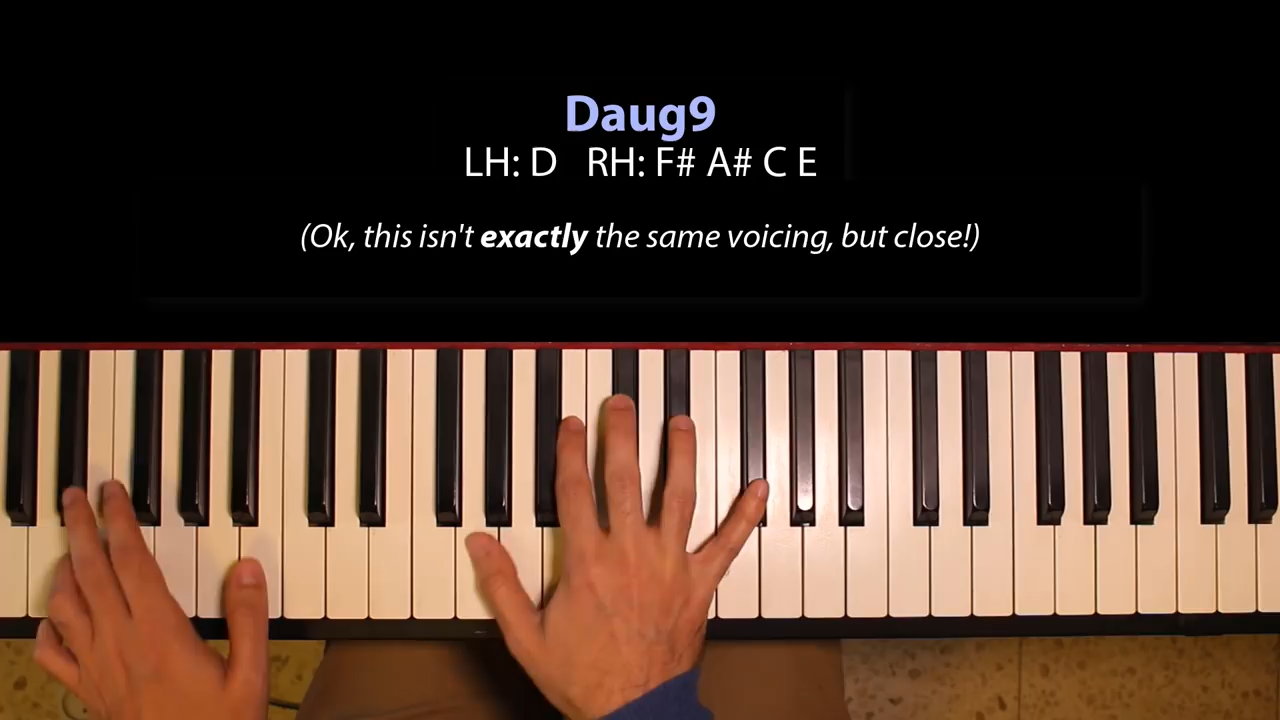 Daug9
LH: D RH: F# A# C E
(Ok, this isn't exactly the same voicing, but close!)